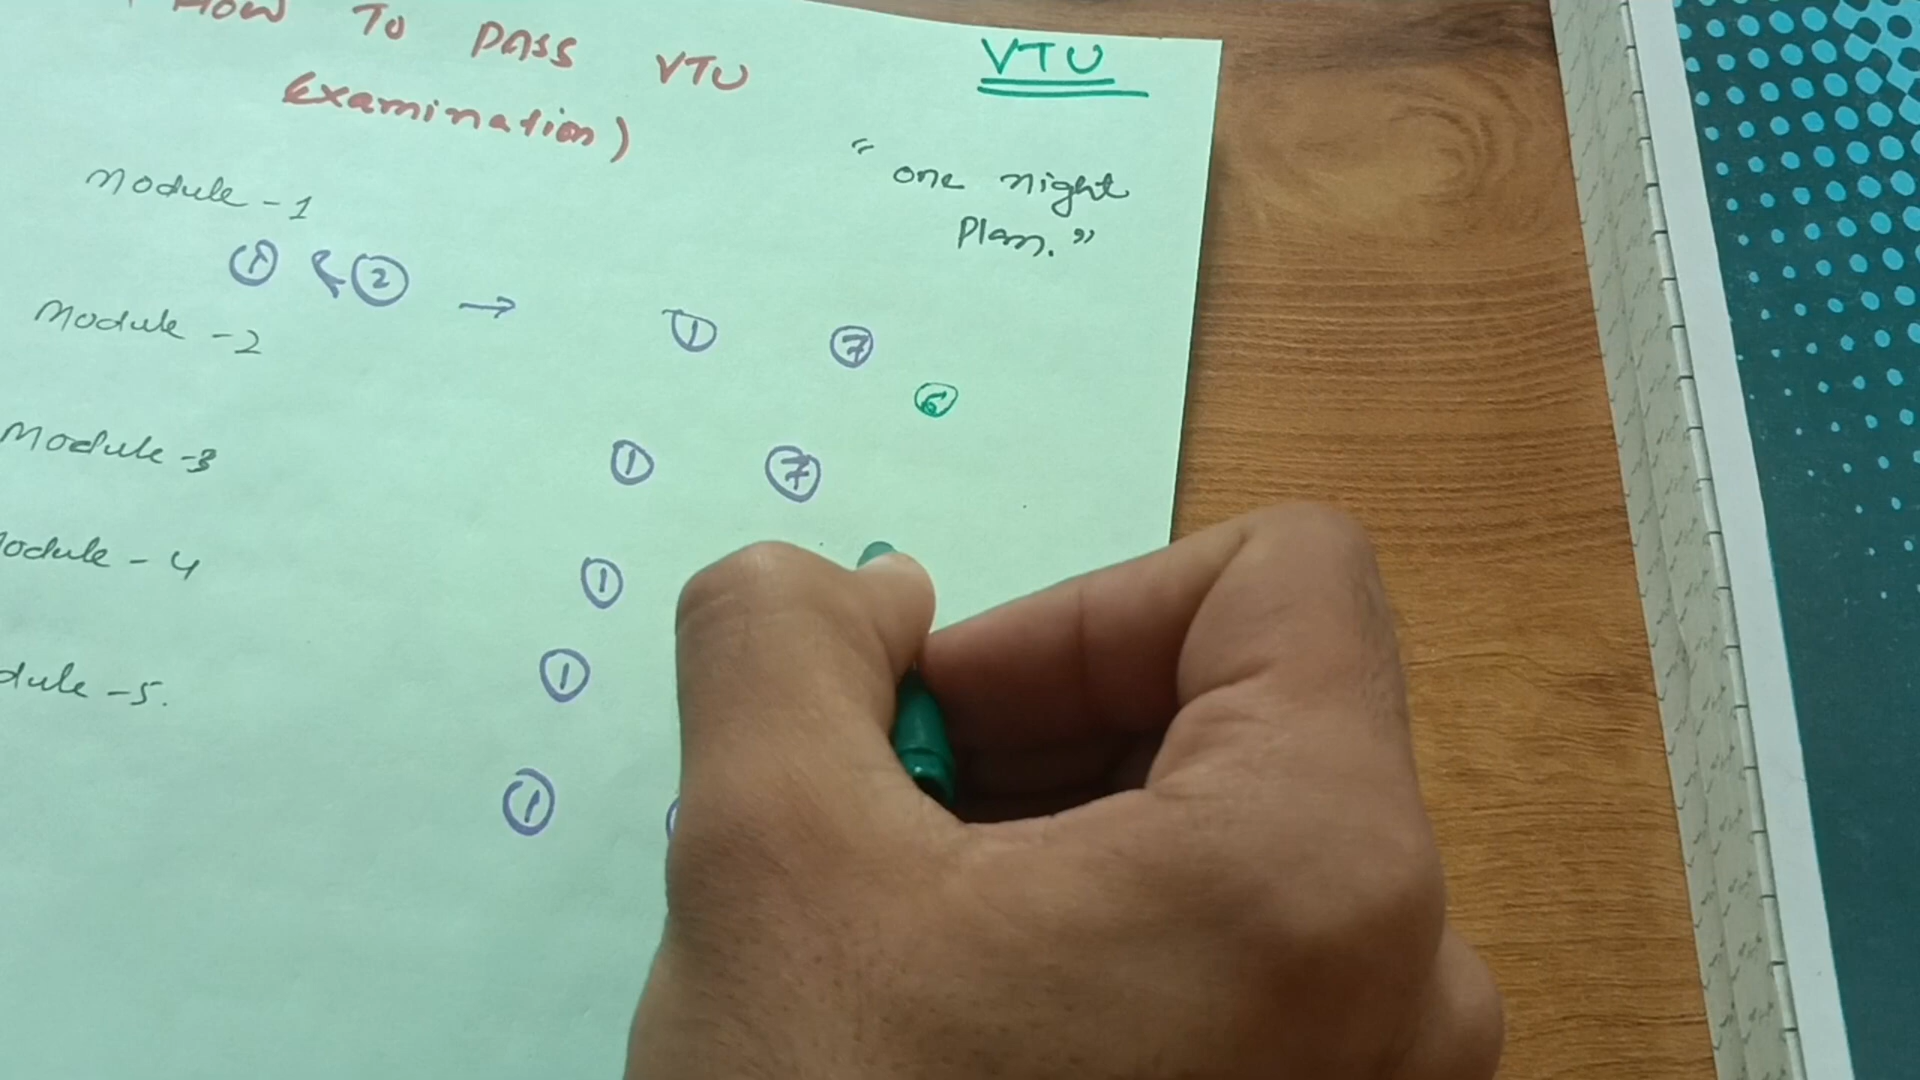 HOW TO PASS VTU
Examination)
VTU
"one night
Plan."
Module -1
① & ②
→ ① ⑦
Module -2
⑥
Module -3
① ⑦
odule - 4
①
dule -5.
①
①